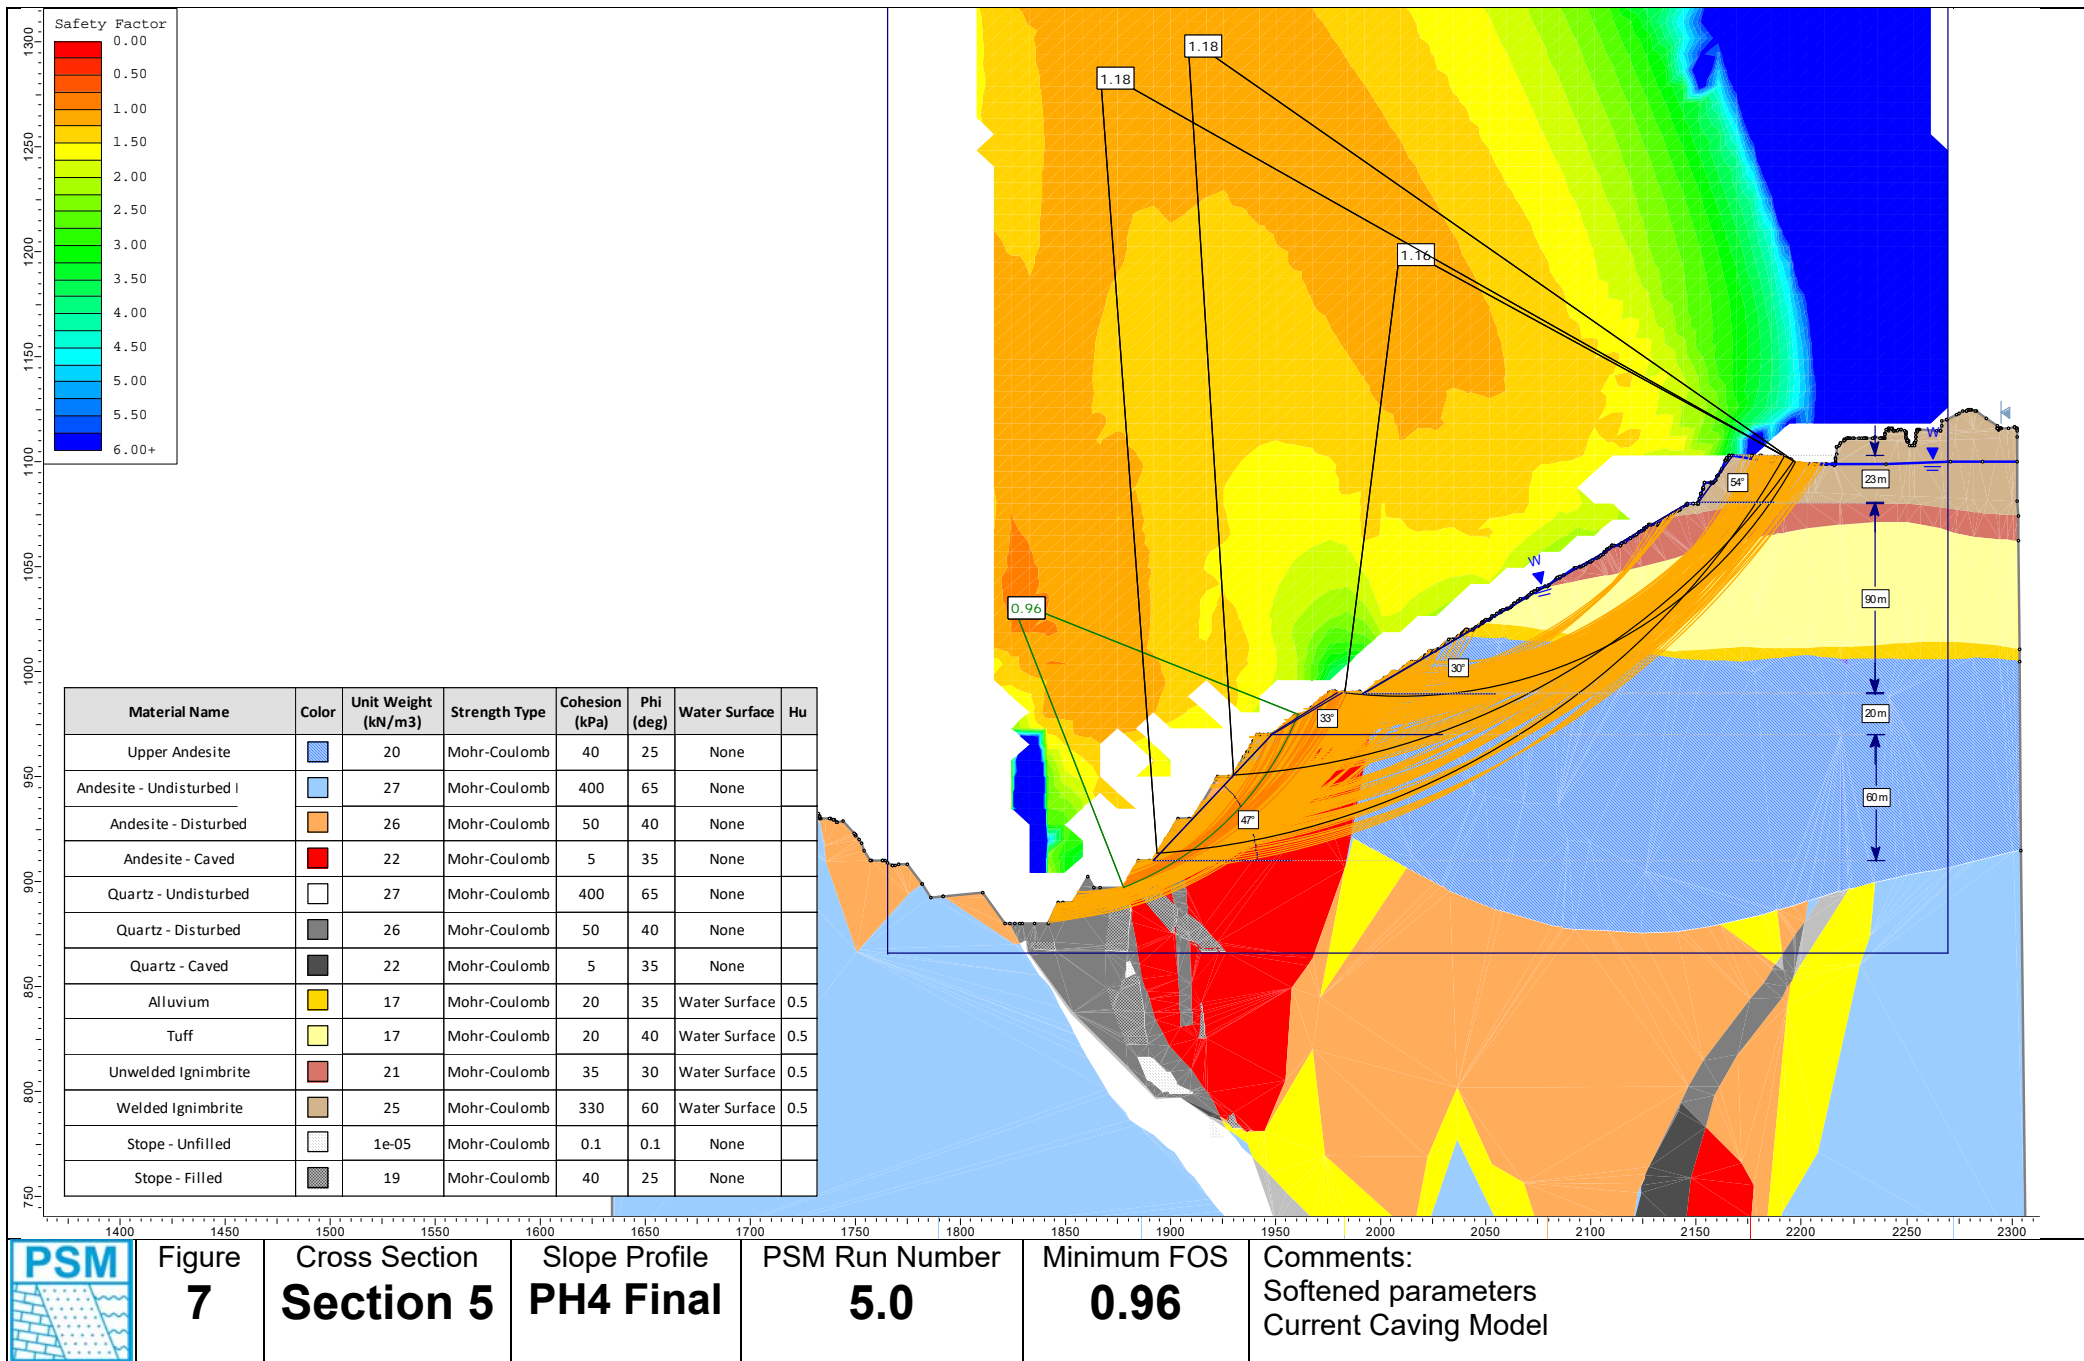 Safety Factor
0.00
0.50
1.00
1.50
2.00
2.50
3.00
3.50
4.00
4.50
5.00
5.50
6.00+
1300
1250
1200
1150
1100
1050
1000
950
900
850
800
750
1.18
1.18
1.16
0.96
W
W
54°
30°
33°
47°
23m
90m
20m
60m
Material Name Color Unit Weight (kN/m3) Strength Type Cohesion (kPa) Phi (deg) Water Surface Hu
Upper Andesite 20 Mohr-Coulomb 40 25 None
Andesite - Undisturbed 27 Mohr-Coulomb 400 65 None
Andesite - Disturbed 26 Mohr-Coulomb 50 40 None
Andesite - Caved 22 Mohr-Coulomb 5 35 None
Quartz - Undisturbed 27 Mohr-Coulomb 400 65 None
Quartz - Disturbed 26 Mohr-Coulomb 50 40 None
Quartz - Caved 22 Mohr-Coulomb 5 35 None
Alluvium 17 Mohr-Coulomb 20 35 Water Surface 0.5
Tuff 17 Mohr-Coulomb 20 40 Water Surface 0.5
Unwelded Ignimbrite 21 Mohr-Coulomb 35 30 Water Surface 0.5
Welded Ignimbrite 25 Mohr-Coulomb 330 60 Water Surface 0.5
Stope - Unfilled 1e-05 Mohr-Coulomb 0.1 0.1 None
Stope - Filled 19 Mohr-Coulomb 40 25 None
1400 1450 1500 1550 1600 1650 1700 1750 1800 1850 1900 1950 2000 2050 2100 2150 2200 2250 2300
PSM
Figure
7
Cross Section
Section 5
Slope Profile
PH4 Final
PSM Run Number
5.0
Minimum FOS
0.96
Comments:
Softened parameters
Current Caving Model